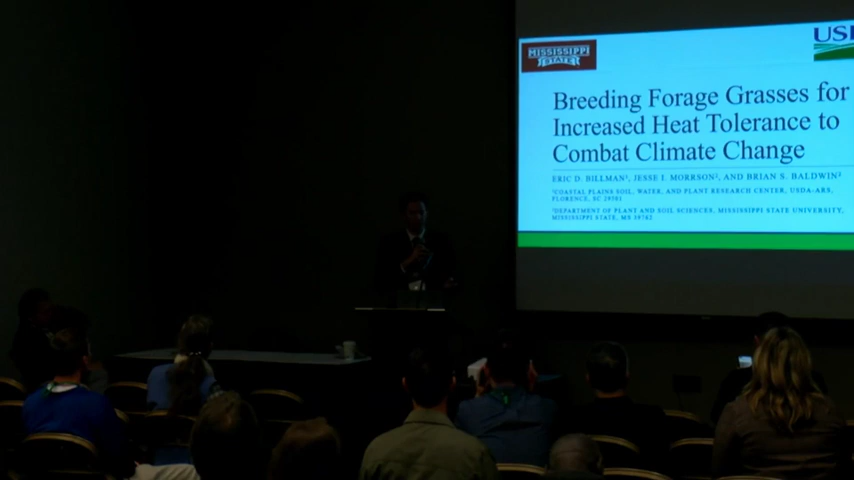 MISSISSIPPI
STATE
Breeding Forage Grasses for
Increased Heat Tolerance to
Combat Climate Change
ERIC D. BILLMAN¹, JESSE I. MORRSON², AND BRIAN S. BALDWIN²
¹COASTAL PLAINS SOIL, WATER, AND PLANT RESEARCH CENTER, USDA-ARS,
FLORENCE, SC 29501
²DEPARTMENT OF PLANT AND SOIL SCIENCES, MISSISSIPPI STATE UNIVERSITY,
MISSISSIPPI STATE, MS 39762